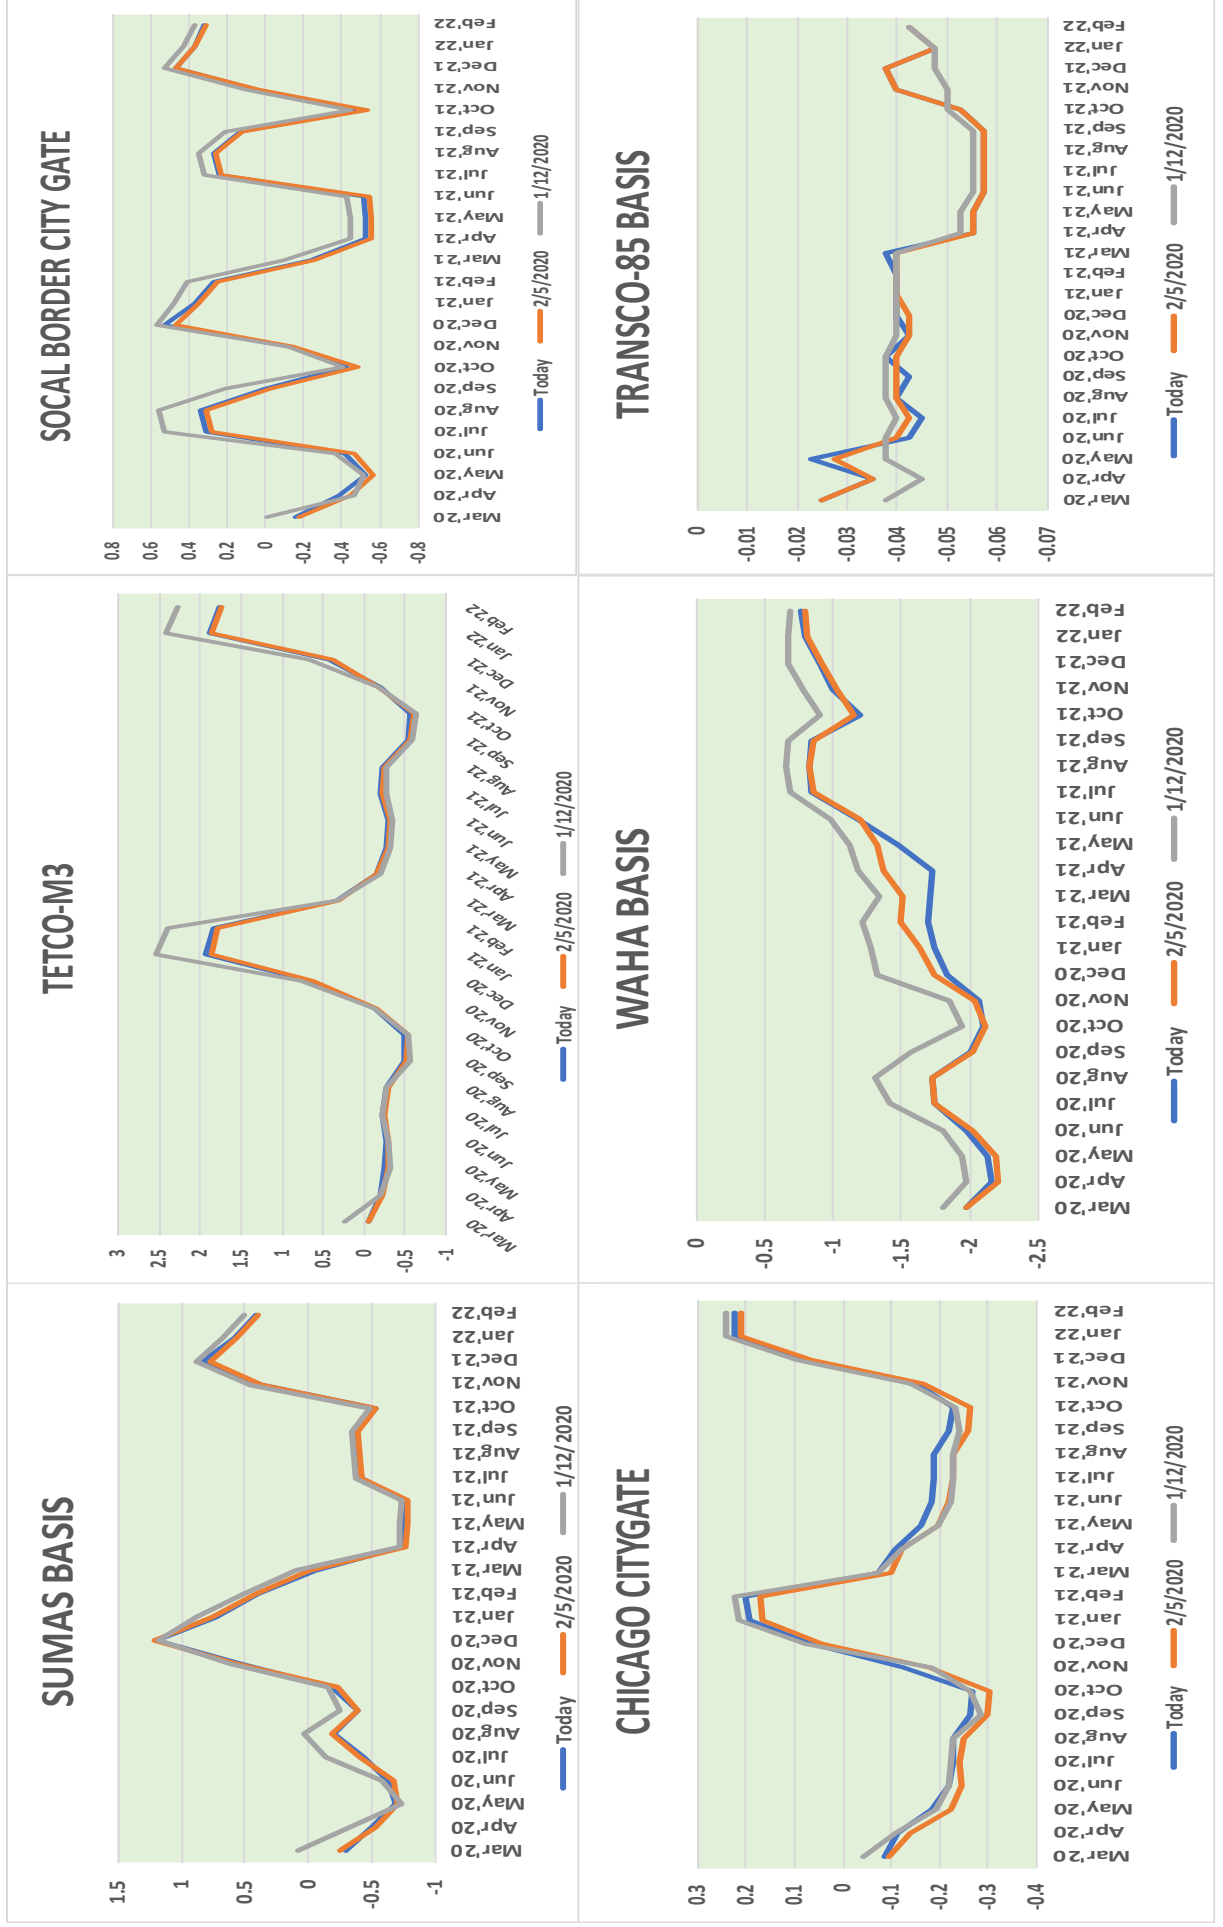 SUMAS BASIS
1.5
1
0.5
0
-0.5
-1
Mar'20
Apr'20
May'20
Jun'20
Jul'20
Aug'20
Sep'20
Oct'20
Nov'20
Dec'20
Jan'21
Feb'21
Mar'21
Apr'21
May'21
Jun'21
Jul'21
Aug'21
Sep'21
Oct'21
Nov'21
Dec'21
Jan'22
Feb'22
Today 2/5/2020 1/12/2020
TETCO-M3
3
2.5
2
1.5
1
0.5
0
-0.5
-1
Mar'20
Apr'20
May'20
Jun'20
Jul'20
Aug'20
Sep'20
Oct'20
Nov'20
Dec'20
Jan'21
Feb'21
Mar'21
Apr'21
May'21
Jun'21
Jul'21
Aug'21
Sep'21
Oct'21
Nov'21
Dec'21
Jan'22
Feb'22
Today 2/5/2020 1/12/2020
SOCAL BORDER CITY GATE
0.8
0.6
0.4
0.2
0
-0.2
-0.4
-0.6
-0.8
Mar'20
Apr'20
May'20
Jun'20
Jul'20
Aug'20
Sep'20
Oct'20
Nov'20
Dec'20
Jan'21
Feb'21
Mar'21
Apr'21
May'21
Jun'21
Jul'21
Aug'21
Sep'21
Oct'21
Nov'21
Dec'21
Jan'22
Feb'22
Today 2/5/2020 1/12/2020
CHICAGO CITYGATE
0.3
0.2
0.1
0
-0.1
-0.2
-0.3
-0.4
Mar'20
Apr'20
May'20
Jun'20
Jul'20
Aug'20
Sep'20
Oct'20
Nov'20
Dec'20
Jan'21
Feb'21
Mar'21
Apr'21
May'21
Jun'21
Jul'21
Aug'21
Sep'21
Oct'21
Nov'21
Dec'21
Jan'22
Feb'22
Today 2/5/2020 1/12/2020
WAHA BASIS
0
-0.5
-1
-1.5
-2
-2.5
Mar'20
Apr'20
May'20
Jun'20
Jul'20
Aug'20
Sep'20
Oct'20
Nov'20
Dec'20
Jan'21
Feb'21
Mar'21
Apr'21
May'21
Jun'21
Jul'21
Aug'21
Sep'21
Oct'21
Nov'21
Dec'21
Jan'22
Feb'22
Today 2/5/2020 1/12/2020
TRANSCO-85 BASIS
0
-0.01
-0.02
-0.03
-0.04
-0.05
-0.06
-0.07
Mar'20
Apr'20
May'20
Jun'20
Jul'20
Aug'20
Sep'20
Oct'20
Nov'20
Dec'20
Jan'21
Feb'21
Mar'21
Apr'21
May'21
Jun'21
Jul'21
Aug'21
Sep'21
Oct'21
Nov'21
Dec'21
Jan'22
Feb'22
Today 2/5/2020 1/12/2020